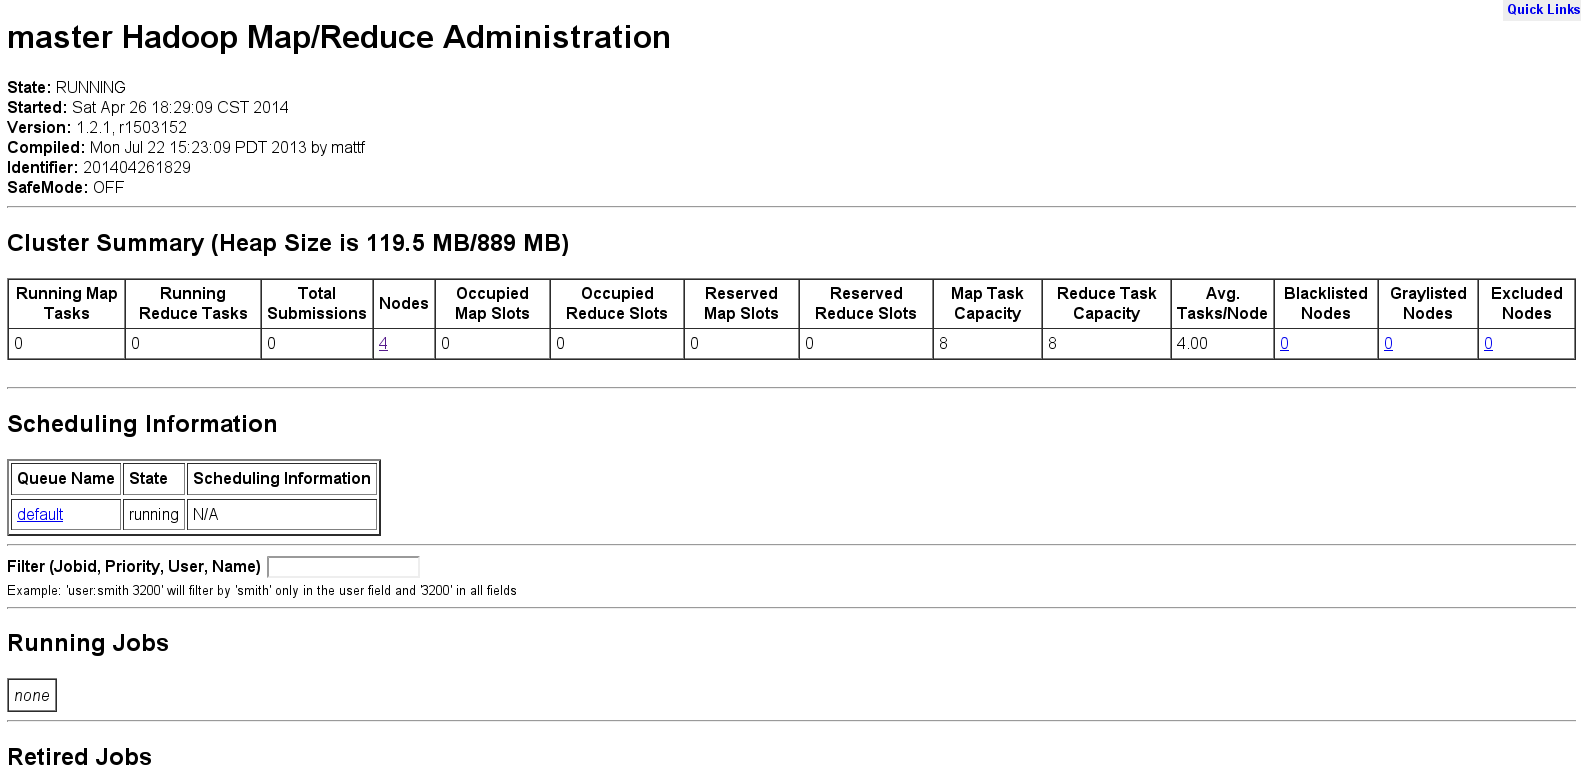 Quick Links
master Hadoop Map/Reduce Administration
State: RUNNING
Started: Sat Apr 26 18:29:09 CST 2014
Version: 1.2.1, r1503152
Compiled: Mon Jul 22 15:23:09 PDT 2013 by mattf
Identifier: 201404261829
SafeMode: OFF
Cluster Summary (Heap Size is 119.5 MB/889 MB)
Running Map Tasks Running Reduce Tasks Total Submissions Nodes Occupied Map Slots Occupied Reduce Slots Reserved Map Slots Reserved Reduce Slots Map Task Capacity Reduce Task Capacity Avg. Tasks/Node Blacklisted Nodes Graylisted Nodes Excluded Nodes
0 0 0 4 0 0 0 0 8 8 4.00 0 0 0
Scheduling Information
Queue Name State Scheduling Information
default running N/A
Filter (Jobid, Priority, User, Name)
Example: 'user:smith 3200' will filter by 'smith' only in the user field and '3200' in all fields
Running Jobs
none
Retired Jobs